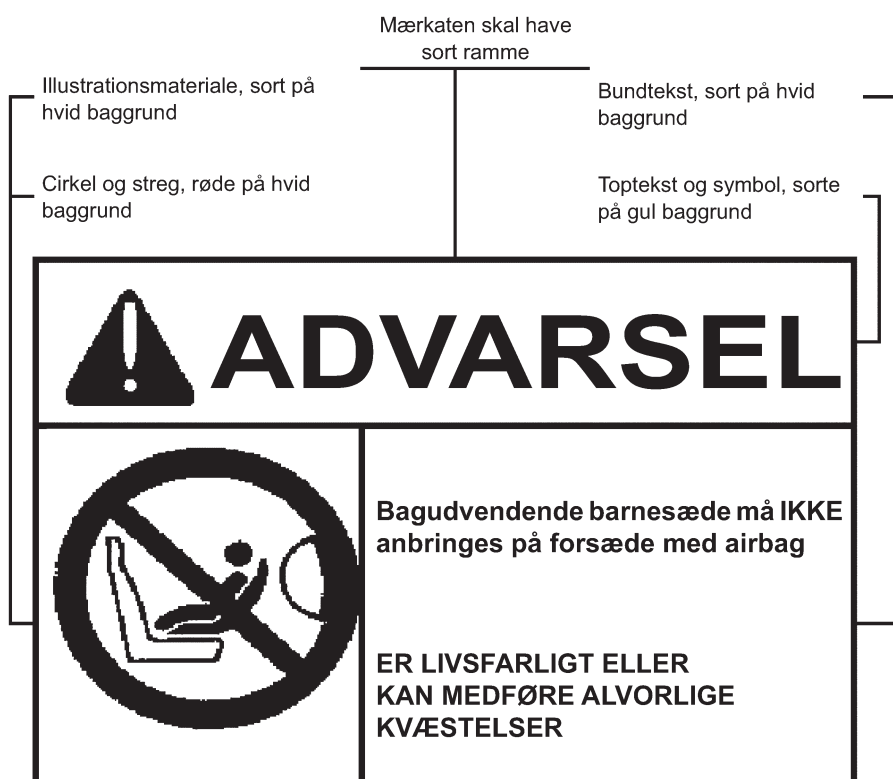 Mærkaten skal have
sort ramme
Illustrationsmateriale, sort på
hvid baggrund
Bundtekst, sort på hvid
baggrund
Cirkel og streg, røde på hvid
baggrund
Toptekst og symbol, sorte
på gul baggrund
ADVARSEL
Bagudvendende barnesæde må IKKE
anbringes på forsæde med airbag
ER LIVSFARLIGT ELLER
KAN MEDFØRE ALVORLIGE
KVÆSTELSER